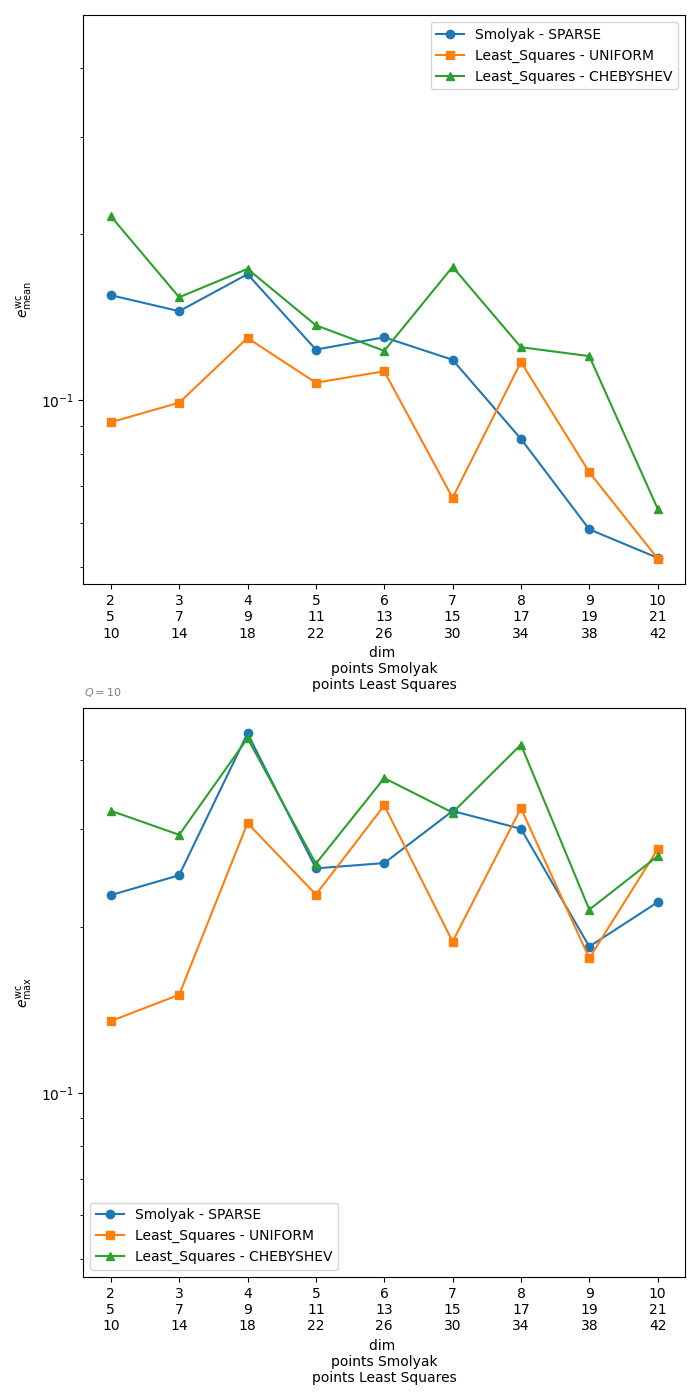 Smolyak - SPARSE
Least_Squares - UNIFORM
Least_Squares - CHEBYSHEV
e^wc_mean
10^−1
2 3 4 5 6 7 8 9 10
5 7 9 11 13 15 17 19 21
10 14 18 22 26 30 34 38 42
dim
points Smolyak
points Least Squares
Q = 10
e^wc_max
10^−1
Smolyak - SPARSE
Least_Squares - UNIFORM
Least_Squares - CHEBYSHEV
2 3 4 5 6 7 8 9 10
5 7 9 11 13 15 17 19 21
10 14 18 22 26 30 34 38 42
dim
points Smolyak
points Least Squares